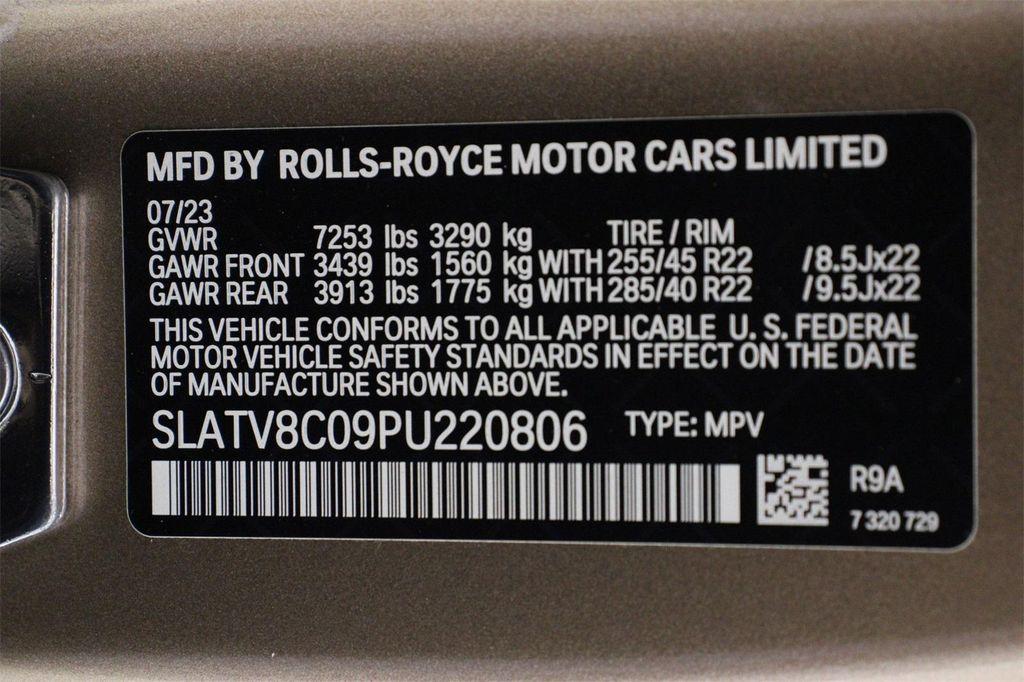 MFD BY ROLLS-ROYCE MOTOR CARS LIMITED
07/23
GVWR 7253 lbs 3290 kg TIRE / RIM
GAWR FRONT 3439 lbs 1560 kg WITH 255/45 R22 /8.5Jx22
GAWR REAR 3913 lbs 1775 kg WITH 285/40 R22 /9.5Jx22
THIS VEHICLE CONFORMS TO ALL APPLICABLE U. S. FEDERAL
MOTOR VEHICLE SAFETY STANDARDS IN EFFECT ON THE DATE
OF MANUFACTURE SHOWN ABOVE.
SLATV8C09PU220806 TYPE: MPV
R9A
7 320 729